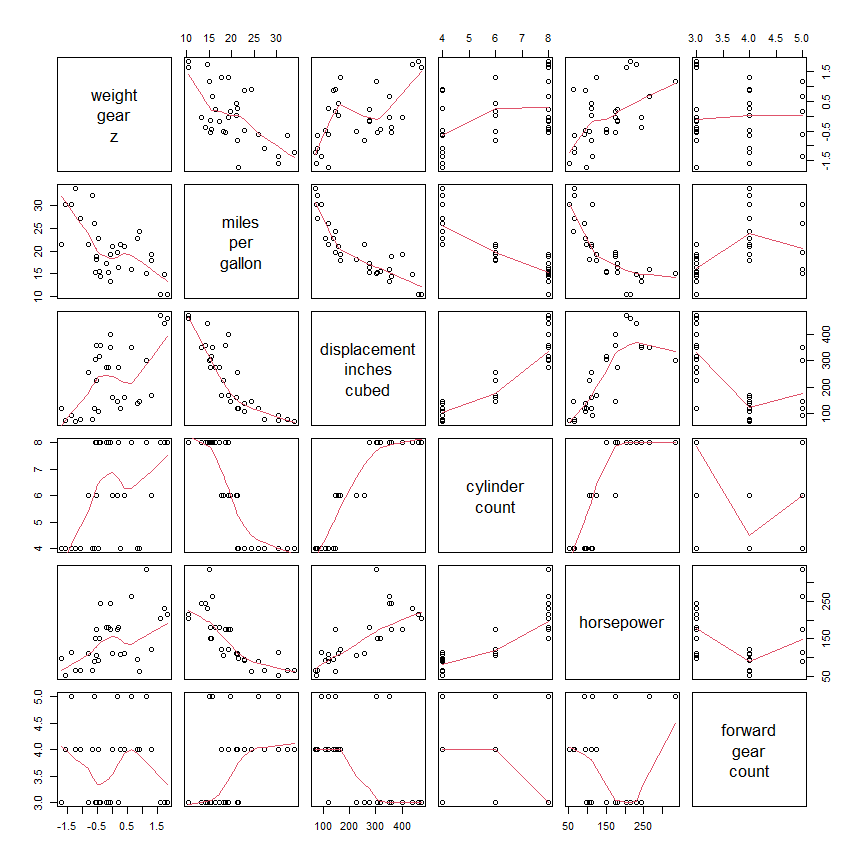 10 15 20 25 30
4 5 6 7 8
3.0 3.5 4.0 4.5 5.0
weight
gear
z
-1.5 -0.5 0.5 1.5
10 15 20 25 30
miles
per
gallon
displacement
inches
cubed
100 200 300 400
4 5 6 7 8
cylinder
count
horsepower
50 150 250
3.0 3.5 4.0 4.5 5.0
forward
gear
count
-1.5 -0.5 0.5 1.5
100 200 300 400
50 150 250